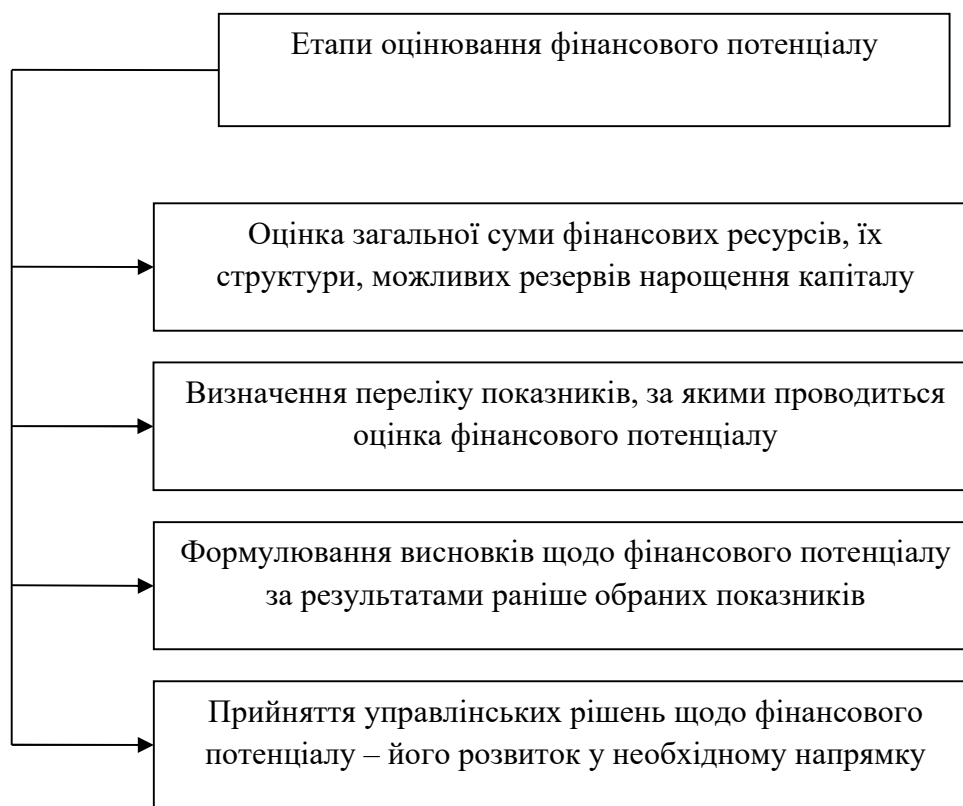 Етапи оцінювання фінансового потенціалу
Оцінка загальної суми фінансових ресурсів, їх
структури, можливих резервів нарощення капіталу
Визначення переліку показників, за якими проводиться
оцінка фінансового потенціалу
Формулювання висновків щодо фінансового потенціалу
за результатами раніше обраних показників
Прийняття управлінських рішень щодо фінансового
потенціалу – його розвиток у необхідному напрямку